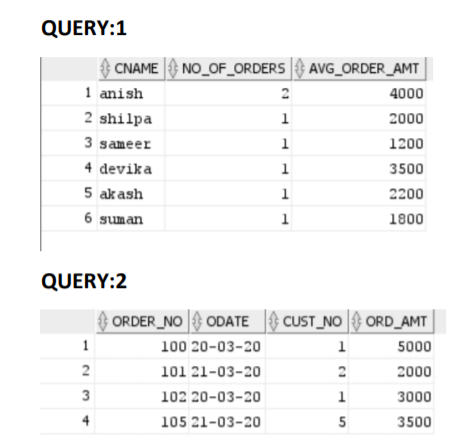 QUERY:1
CNAME NO_OF_ORDERS AVG_ORDER_AMT
1 anish 2 4000
2 shilpa 1 2000
3 sameer 1 1200
4 devika 1 3500
5 akash 1 2200
6 suman 1 1800
QUERY:2
ORDER_NO ODATE CUST_NO ORD_AMT
1 100 20-03-20 1 5000
2 101 21-03-20 2 2000
3 102 20-03-20 1 3000
4 105 21-03-20 5 3500